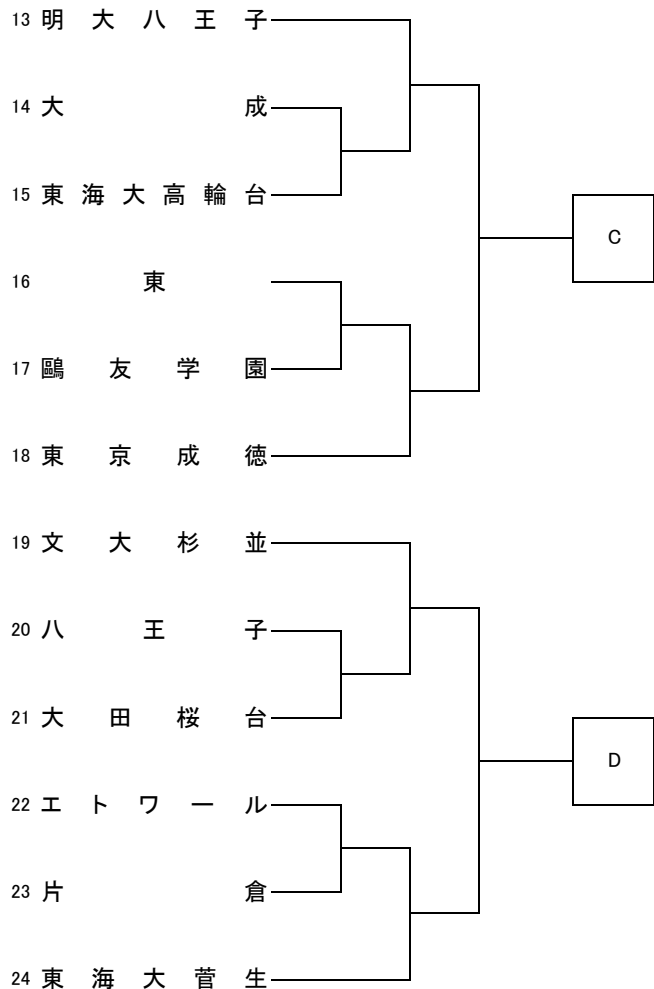 13 明大八王子
14 大成
15 東海大高輪台
C
16 東
17 鷗友学園
18 東京成徳
19 文大杉並
20 八王子
21 大田桜台
D
22 エトワール
23 片倉
24 東海大菅生